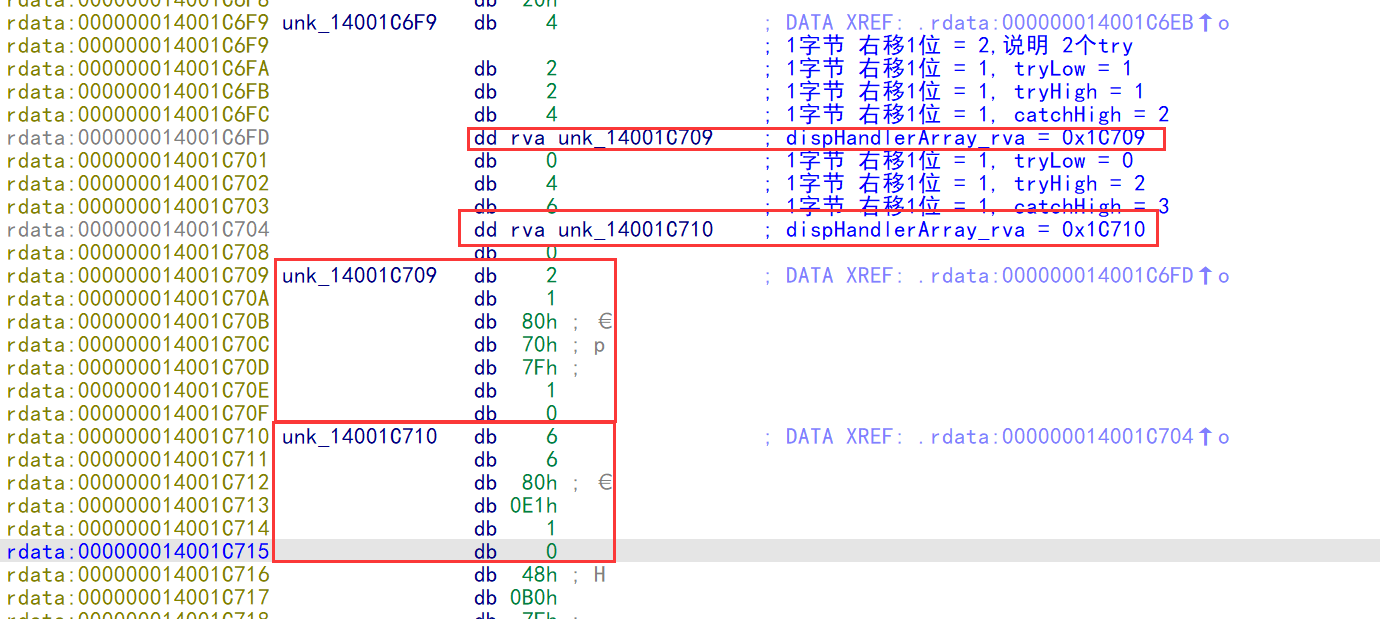 rdata:000000014001C6F8 db 20h
rdata:000000014001C6F9 unk_14001C6F9 db 4 ; DATA XREF: .rdata:000000014001C6EB↑o
rdata:000000014001C6F9 ; 1字节 右移1位 = 2,说明 2个try
rdata:000000014001C6FA db 2 ; 1字节 右移1位 = 1, tryLow = 1
rdata:000000014001C6FB db 2 ; 1字节 右移1位 = 1, tryHigh = 1
rdata:000000014001C6FC db 4 ; 1字节 右移1位 = 1, catchHigh = 2
rdata:000000014001C6FD dd rva unk_14001C709 ; dispHandlerArray_rva = 0x1C709
rdata:000000014001C701 db 0 ; 1字节 右移1位 = 1, tryLow = 0
rdata:000000014001C702 db 4 ; 1字节 右移1位 = 1, tryHigh = 2
rdata:000000014001C703 db 6 ; 1字节 右移1位 = 1, catchHigh = 3
rdata:000000014001C704 dd rva unk_14001C710 ; dispHandlerArray_rva = 0x1C710
rdata:000000014001C708 db 0
rdata:000000014001C709 unk_14001C709 db 2 ; DATA XREF: .rdata:000000014001C6FD↑o
rdata:000000014001C70A db 1
rdata:000000014001C70B db 80h ; €
rdata:000000014001C70C db 70h ; p
rdata:000000014001C70D db 7Fh ;
rdata:000000014001C70E db 1
rdata:000000014001C70F db 0
rdata:000000014001C710 unk_14001C710 db 6 ; DATA XREF: .rdata:000000014001C704↑o
rdata:000000014001C711 db 6
rdata:000000014001C712 db 80h ; €
rdata:000000014001C713 db 0E1h
rdata:000000014001C714 db 1
rdata:000000014001C715 db 0
rdata:000000014001C716 db 48h ; H
rdata:000000014001C717 db 0B0h
rdata:000000014001C718 db